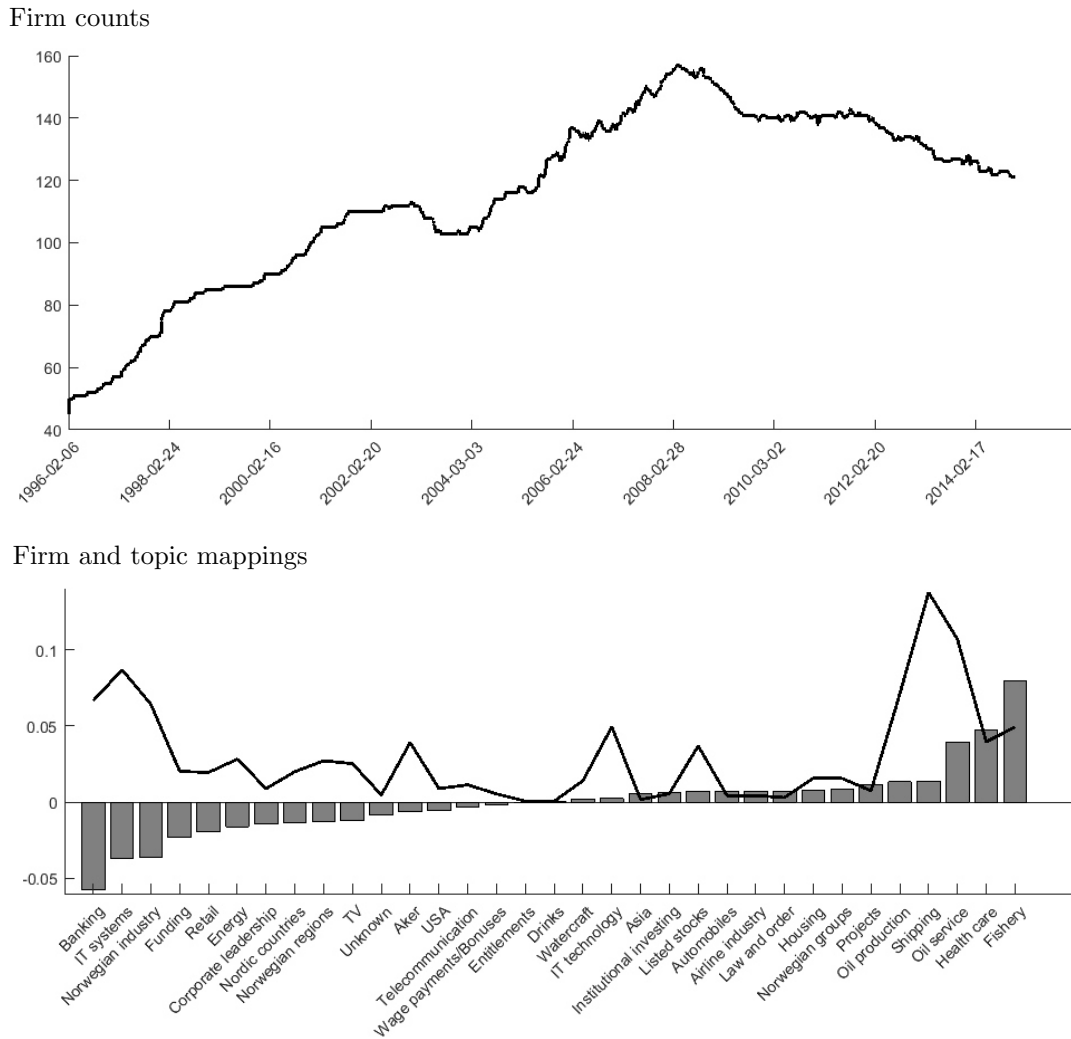 Firm counts
160
140
120
100
80
60
40
1996-02-06
1998-02-24
2000-02-16
2002-02-20
2004-03-03
2006-02-24
2008-02-28
2010-03-02
2012-02-20
2014-02-17
Firm and topic mappings
0.1
0.05
0
-0.05
Banking
IT systems
Norwegian industry
Funding
Retail
Energy
Corporate leadership
Nordic countries
Norwegian regions
TV
Unknown
Aker
USA
Telecommunication
Wage payments/Bonuses
Entitlements
Drinks
Watercraft
IT technology
Asia
Institutional investing
Listed stocks
Automobiles
Airline industry
Law and order
Housing
Norwegian groups
Projects
Oil production
Shipping
Oil service
Health care
Fishery